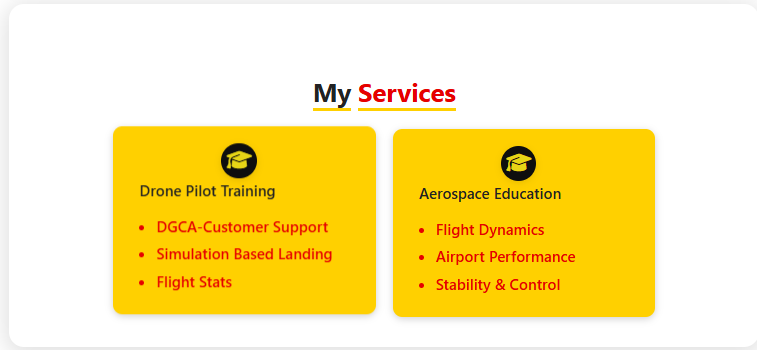 My Services
Drone Pilot Training
DGCA-Customer Support
Simulation Based Landing
Flight Stats
Aerospace Education
Flight Dynamics
Airport Performance
Stability & Control